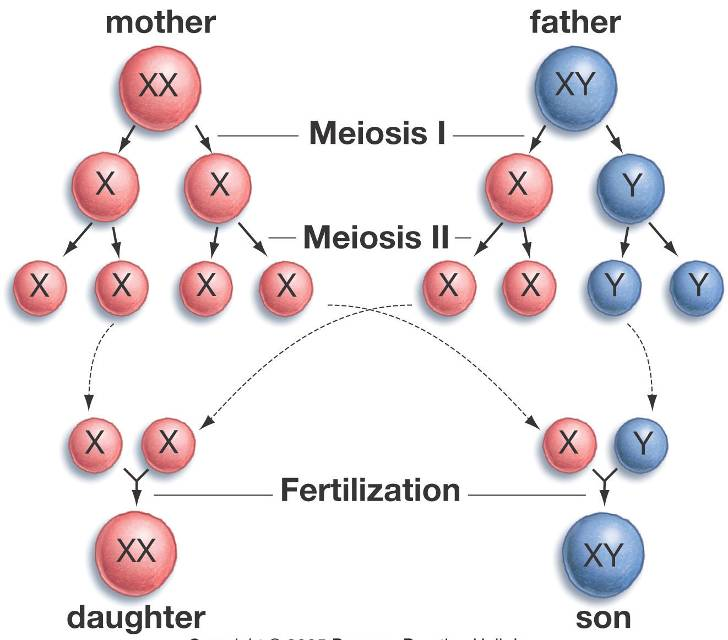 mother father
XX XY
Meiosis I
X X X Y
Meiosis II
X X X X X X Y Y
X X X Y
Fertilization
XX XY
daughter son